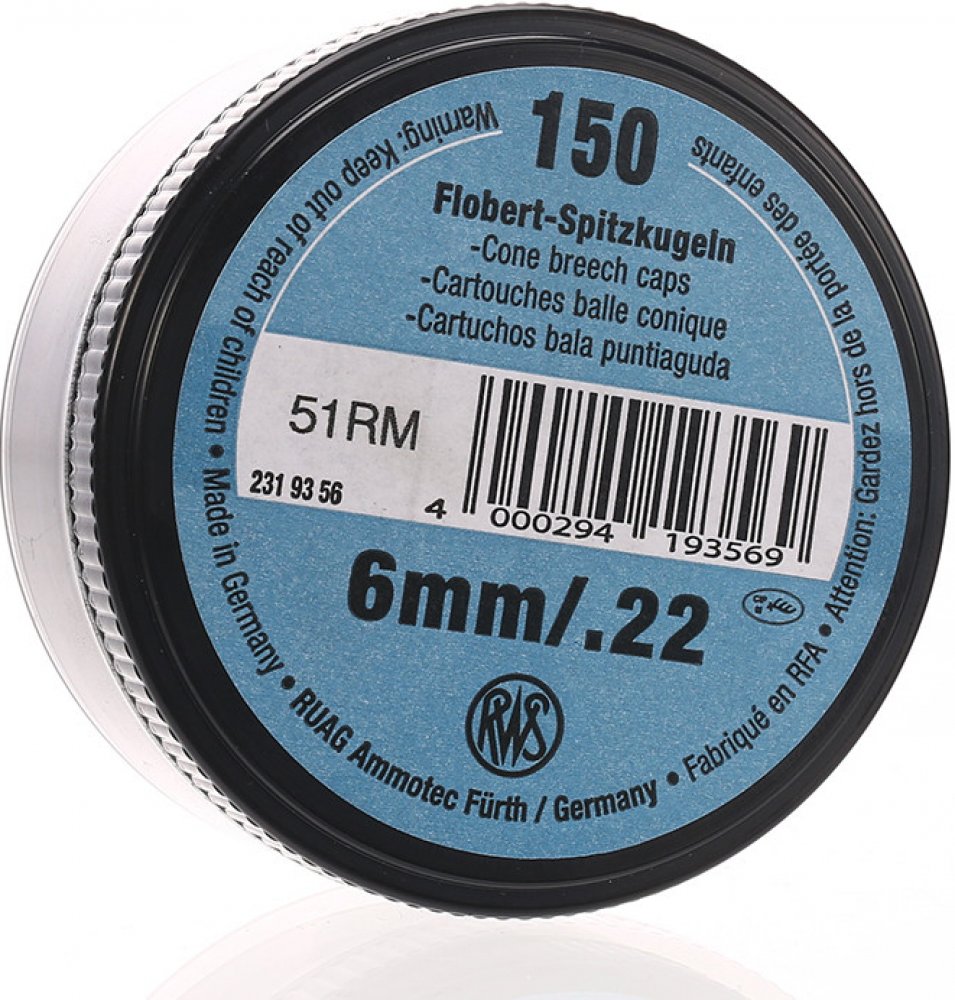 150
Flobert-Spitzkugeln
-Cone breech caps
-Cartouches balle conique
-Cartuchos bala puntiaguda
51RM
231 93 56
4 000294 193569
6mm/.22
RWS
Warning: Keep out of reach of children • Made in Germany • RUAG Ammotec Fürth / Germany • Fabriqué en RFA • Attention: Gardez hors de la portée des enfants